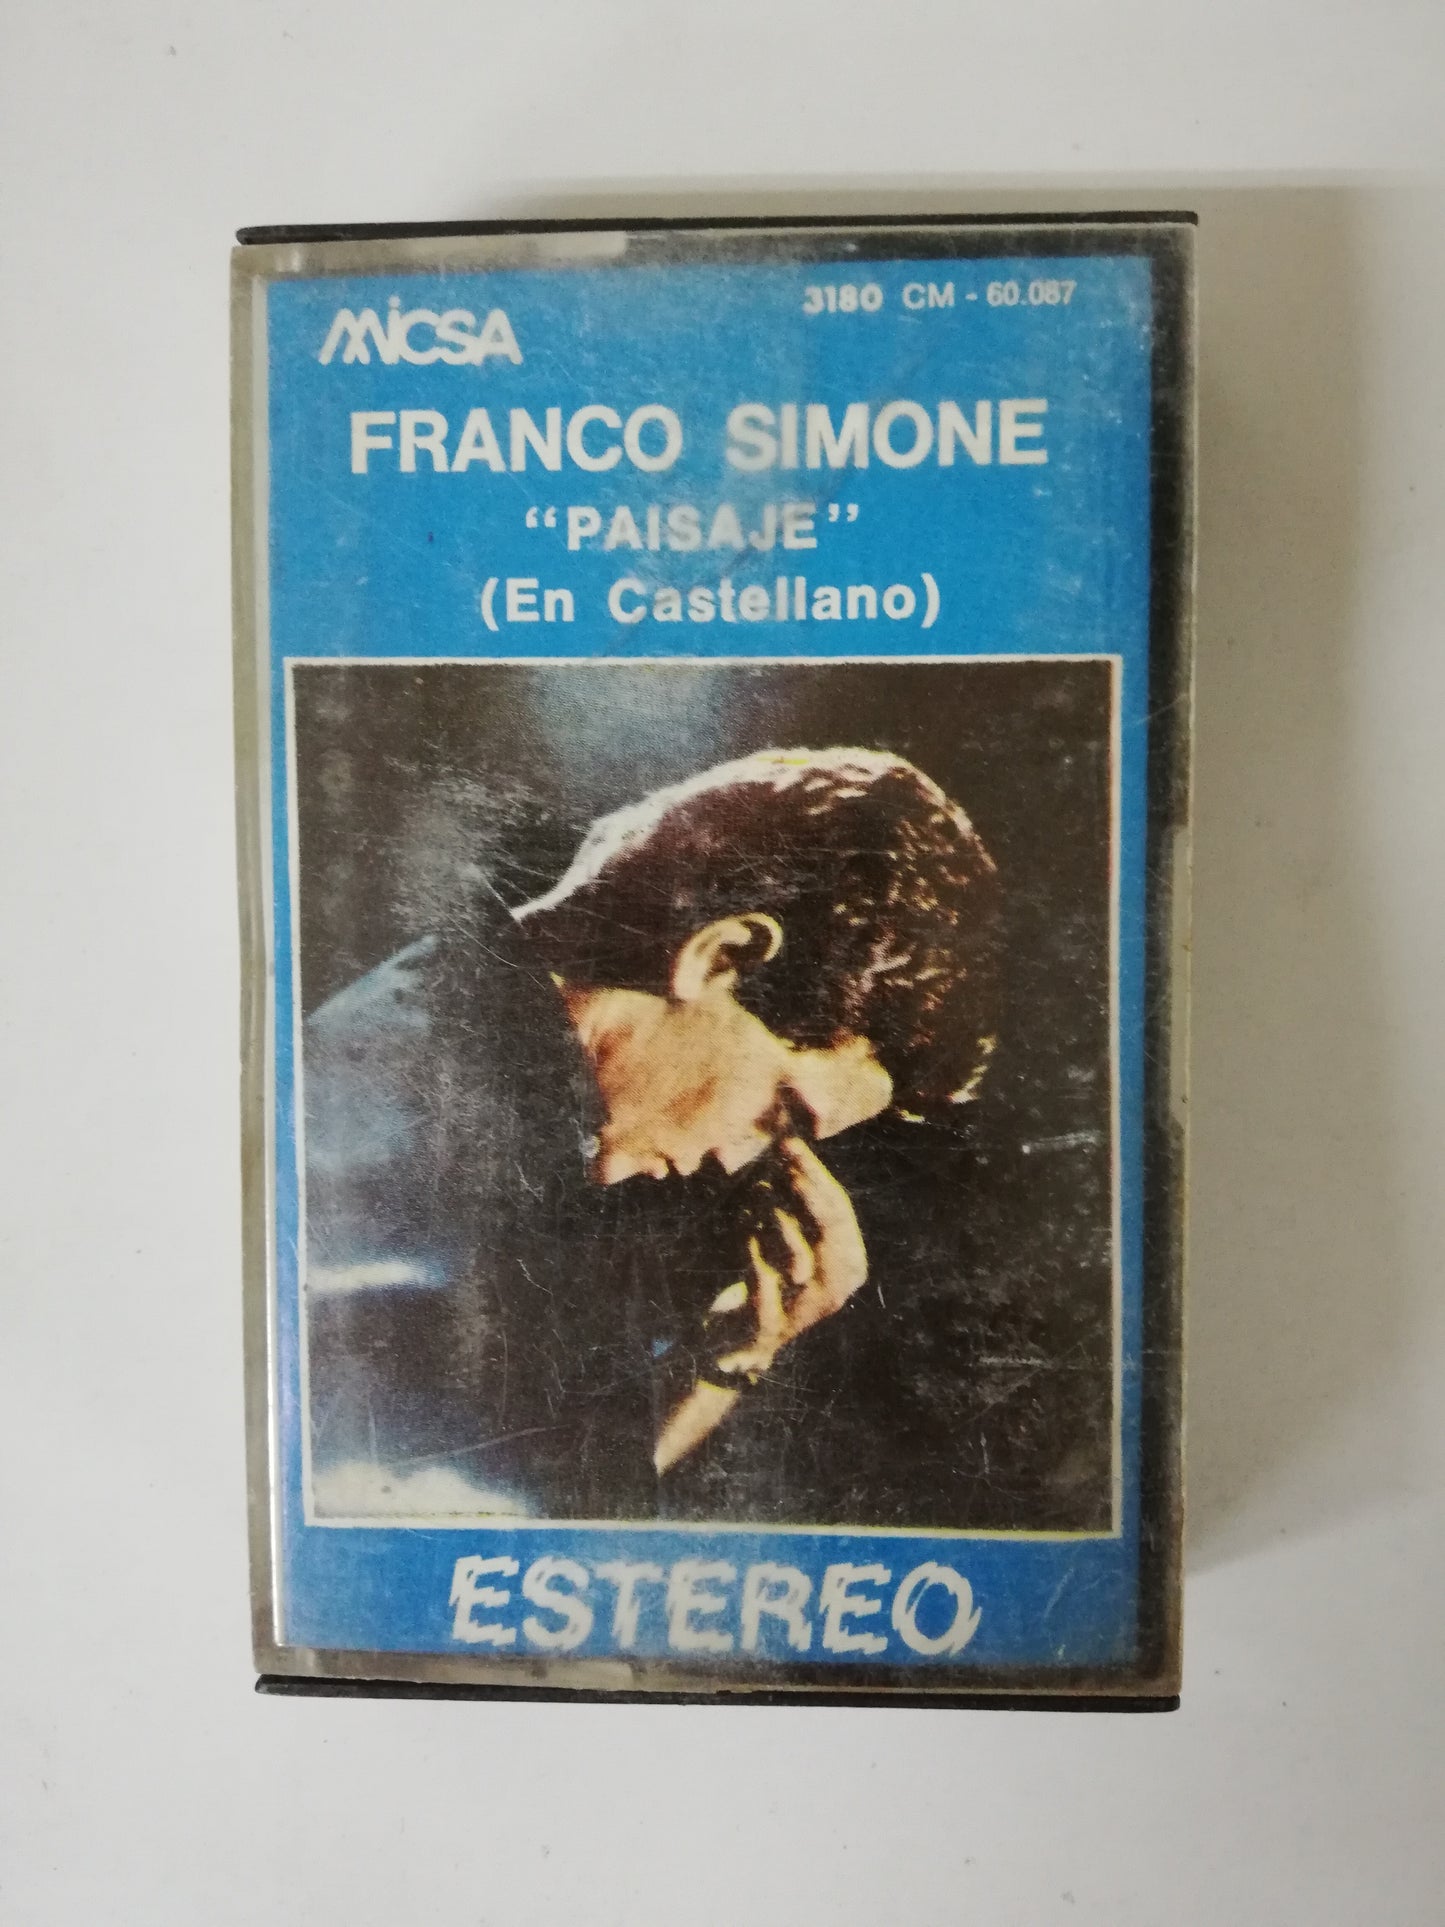 MICSA
3180 CM - 60.087
FRANCO SIMONE
“PAISAJE”
(En Castellano)
ESTEREO